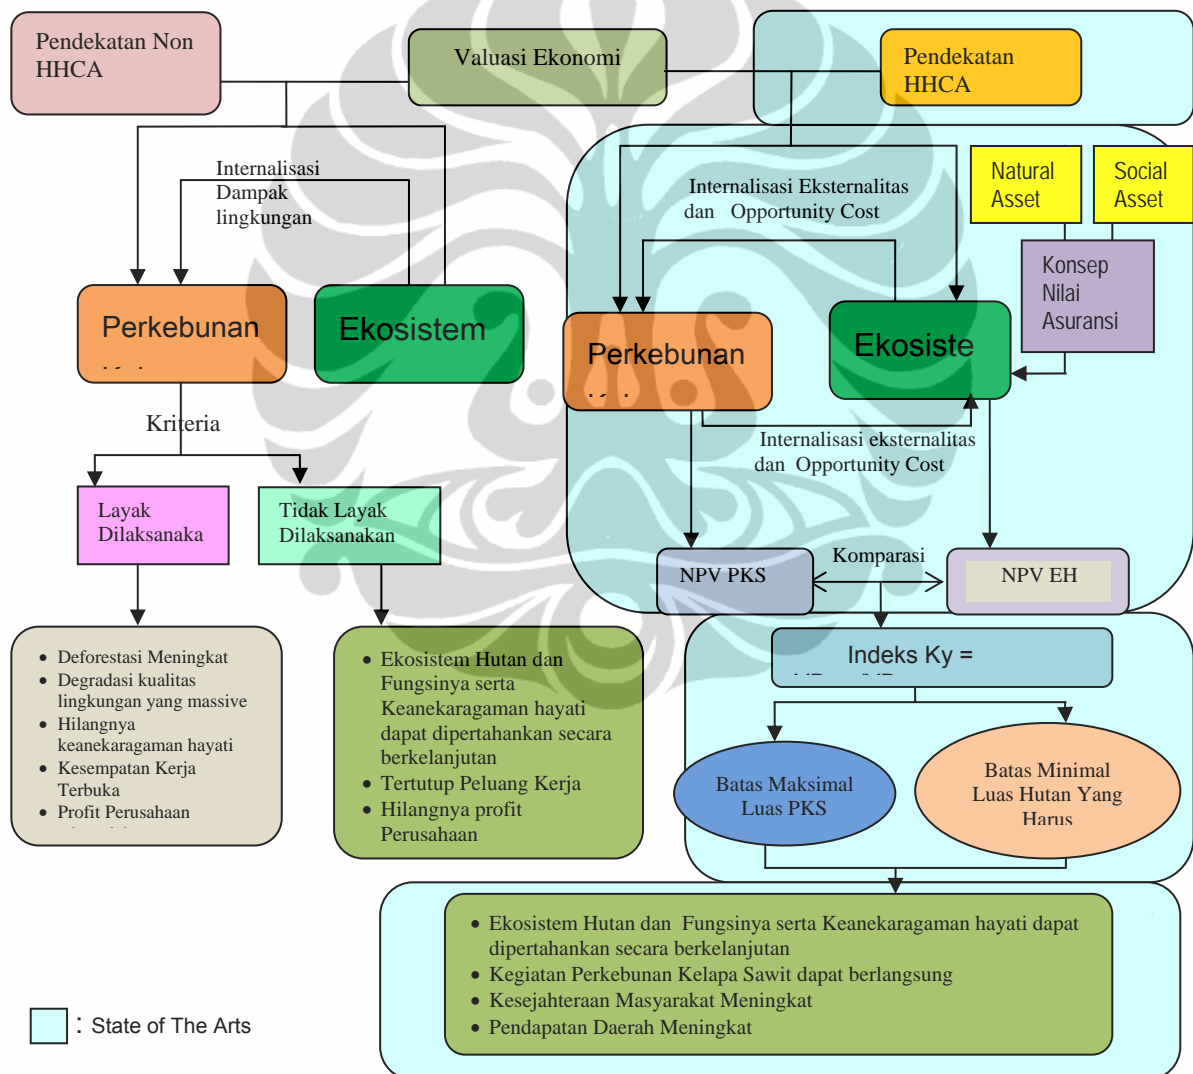 Pendekatan Non
HHCA
Valuasi Ekonomi
Pendekatan
HHCA
Internalisasi
Dampak
lingkungan
Internalisasi Eksternalitas
dan Opportunity Cost
Natural
Asset
Social
Asset
Konsep
Nilai
Asuransi
Perkebunan
Ekosistem
Perkebunan
Ekosiste
Kriteria
Internalisasi eksternalitas
dan Opportunity Cost
Layak
Dilaksanaka
Tidak Layak
Dilaksanakan
NPV PKS
Komparasi
NPV EH
• Deforestasi Meningkat
• Degradasi kualitas
lingkungan yang massive
• Hilangnya
keanekaragaman hayati
• Kesempatan Kerja
Terbuka
• Profit Perusahaan
• Ekosistem Hutan dan
Fungsinya serta
Keanekaragaman hayati
dapat dipertahankan secara
berkelanjutan
• Tertutup Peluang Kerja
• Hilangnya profit
Perusahaan
Indeks Ky =
Batas Maksimal
Luas PKS
Batas Minimal
Luas Hutan Yang
Harus
• Ekosistem Hutan dan Fungsinya serta Keanekaragaman hayati dapat
dipertahankan secara berkelanjutan
• Kegiatan Perkebunan Kelapa Sawit dapat berlangsung
• Kesejahteraan Masyarakat Meningkat
• Pendapatan Daerah Meningkat
: State of The Arts